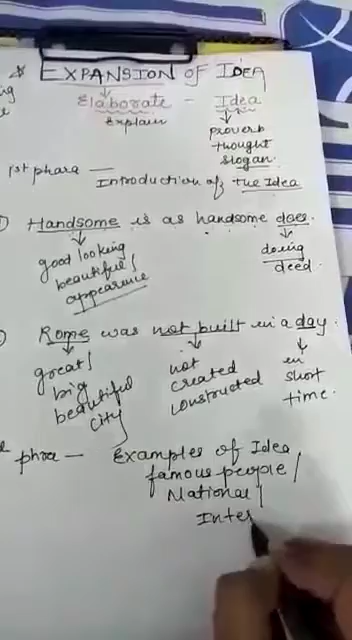 EXPANSION OF IDEA
Elaborate - Idea
explain
proverb
thought
slogan.
1st phara — Introduction of the Idea
Handsome is as handsome does.
good looking
beautiful/
appearance
doing
deed.
Rome was not built in a day.
great/
big
beautiful
city
not
created
constructed
in
short
time.
phra — Examples of Idea
famous people/
National/
Inter